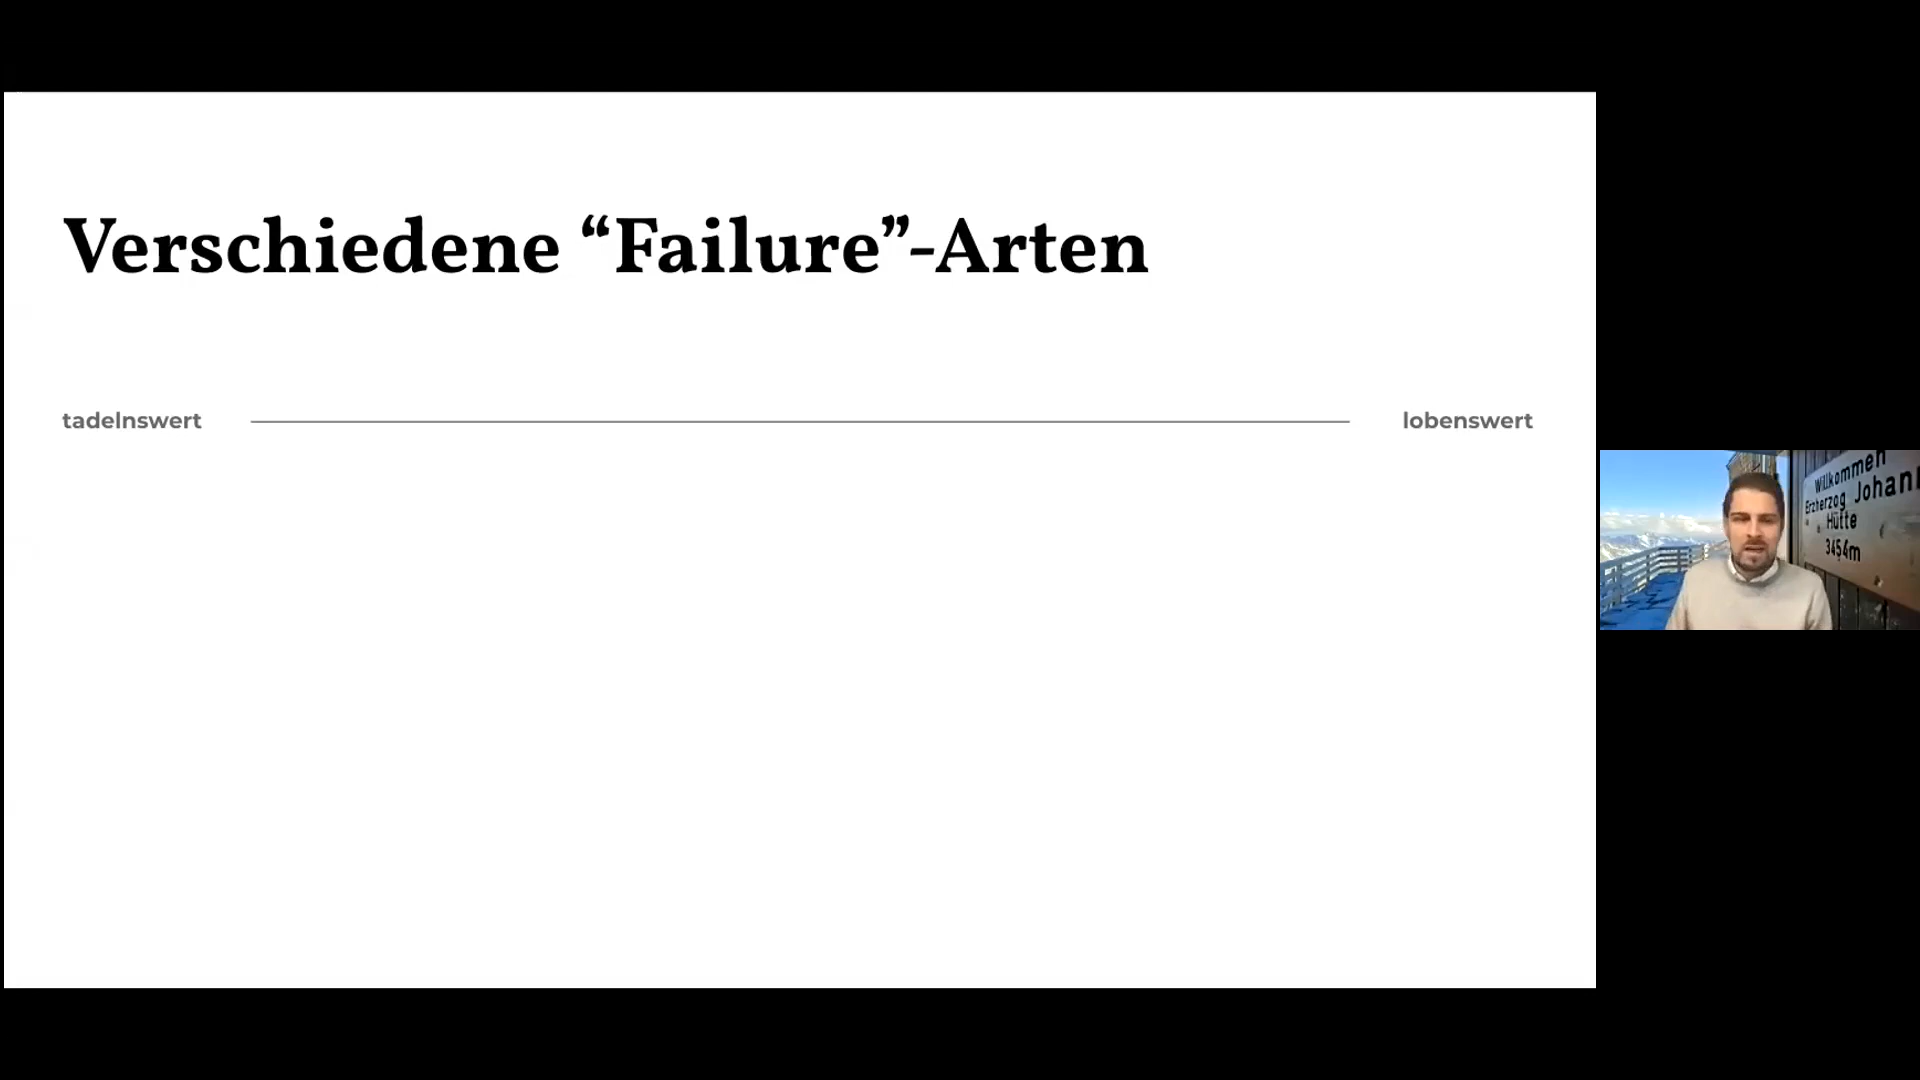 Verschiedene “Failure”-Arten
tadelnswert
lobenswert
Willkommen
Erzherzog Johann
Hütte
3454m